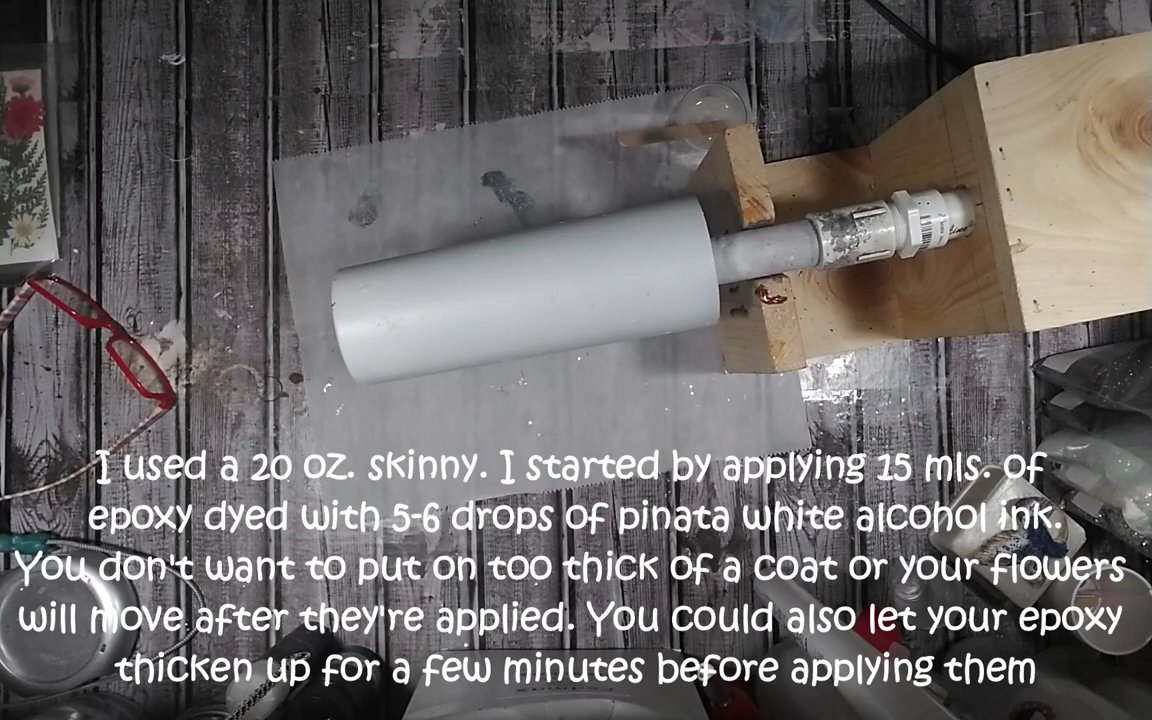 I used a 20 oz. skinny. I started by applying 15 mls. of
epoxy dyed with 5-6 drops of pinata white alcohol ink.
You don't want to put on too thick of a coat or your flowers
will move after they're applied. You could also let your epoxy
thicken up for a few minutes before applying them